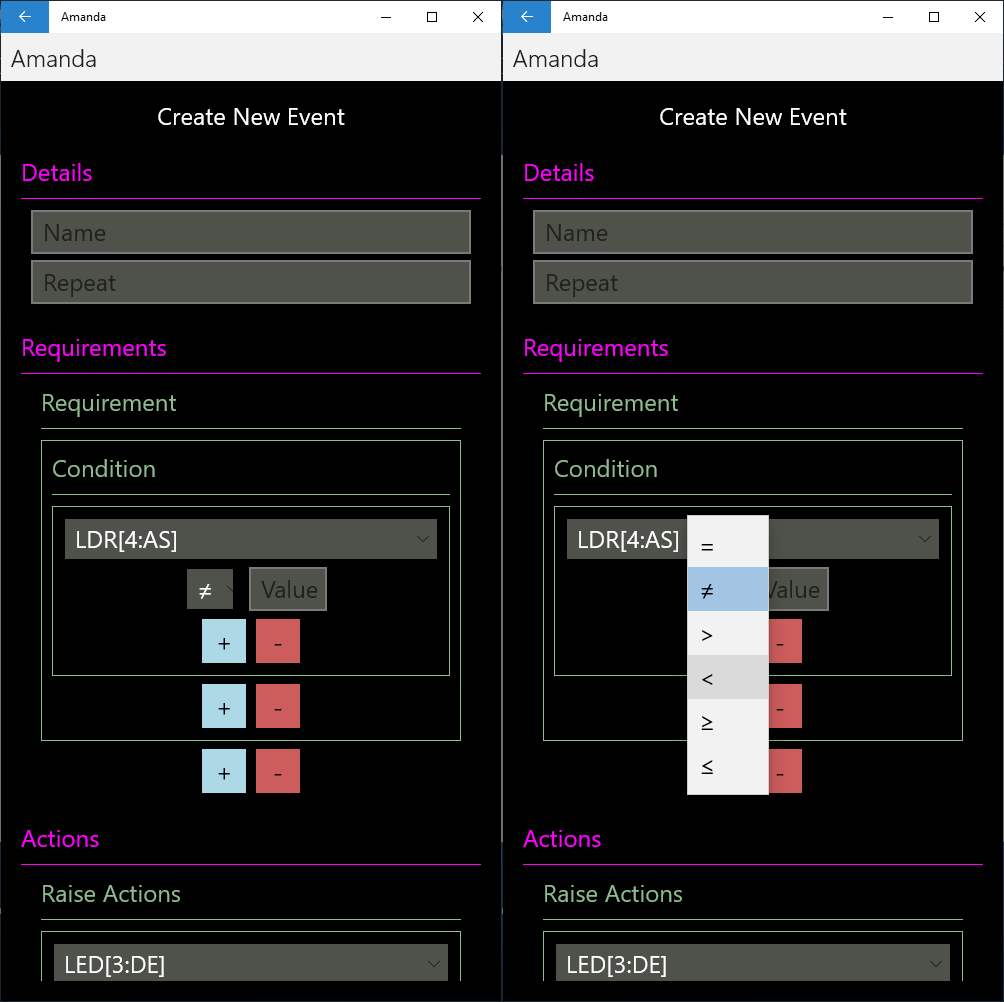 Amanda
Amanda
Create New Event
Details
Name
Repeat
Requirements
Requirement
Condition
LDR[4:AS]
≠ Value
+ -
+ -
+ -
Actions
Raise Actions
LED[3:DE]
Amanda
Amanda
Create New Event
Details
Name
Repeat
Requirements
Requirement
Condition
LDR[4:AS]
=
≠ Value
>
-
<
-
≥
≤
-
Actions
Raise Actions
LED[3:DE]